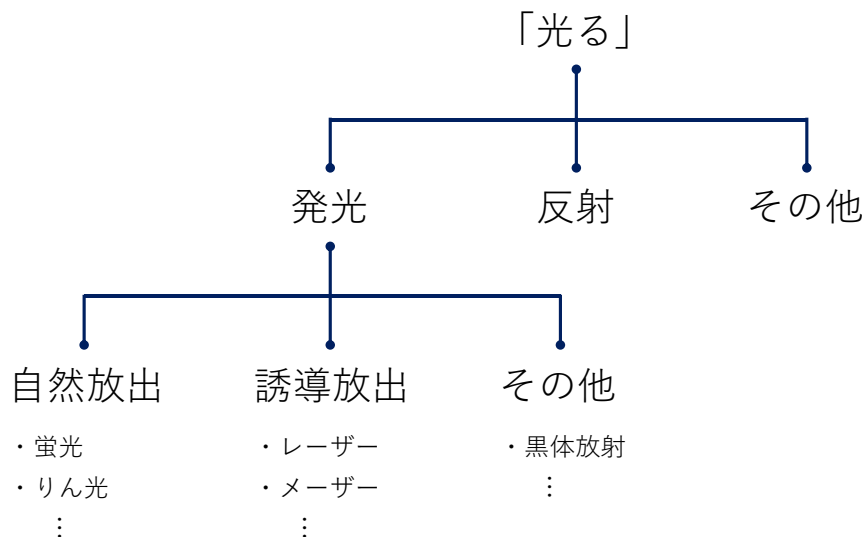 「光る」
発光 反射 その他
自然放出 誘導放出 その他
・蛍光 ・レーザー ・黒体放射
・りん光 ・メーザー ⋮
⋮ ⋮